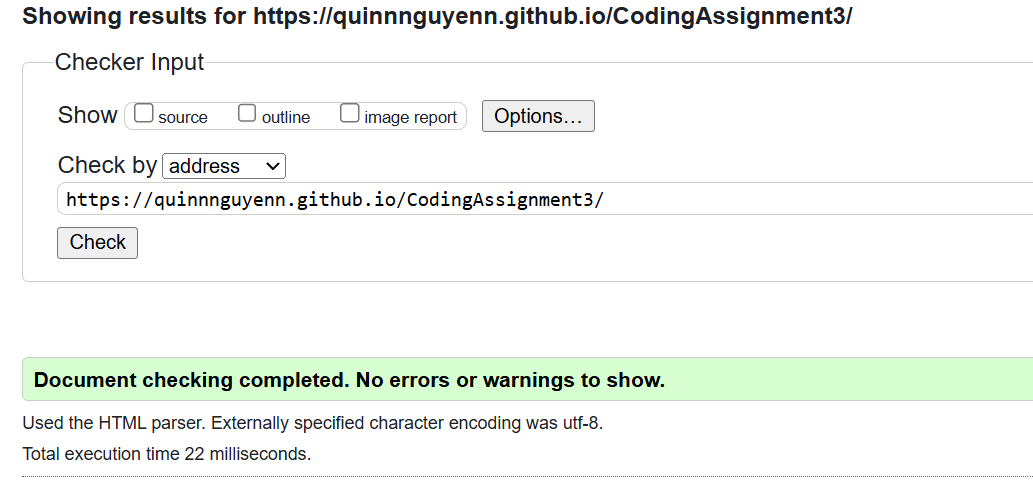 Showing results for https://quinnnguyenn.github.io/CodingAssignment3/
Checker Input
Show source outline image report Options...
Check by address
https://quinnnguyenn.github.io/CodingAssignment3/
Check
Document checking completed. No errors or warnings to show.
Used the HTML parser. Externally specified character encoding was utf-8.
Total execution time 22 milliseconds.